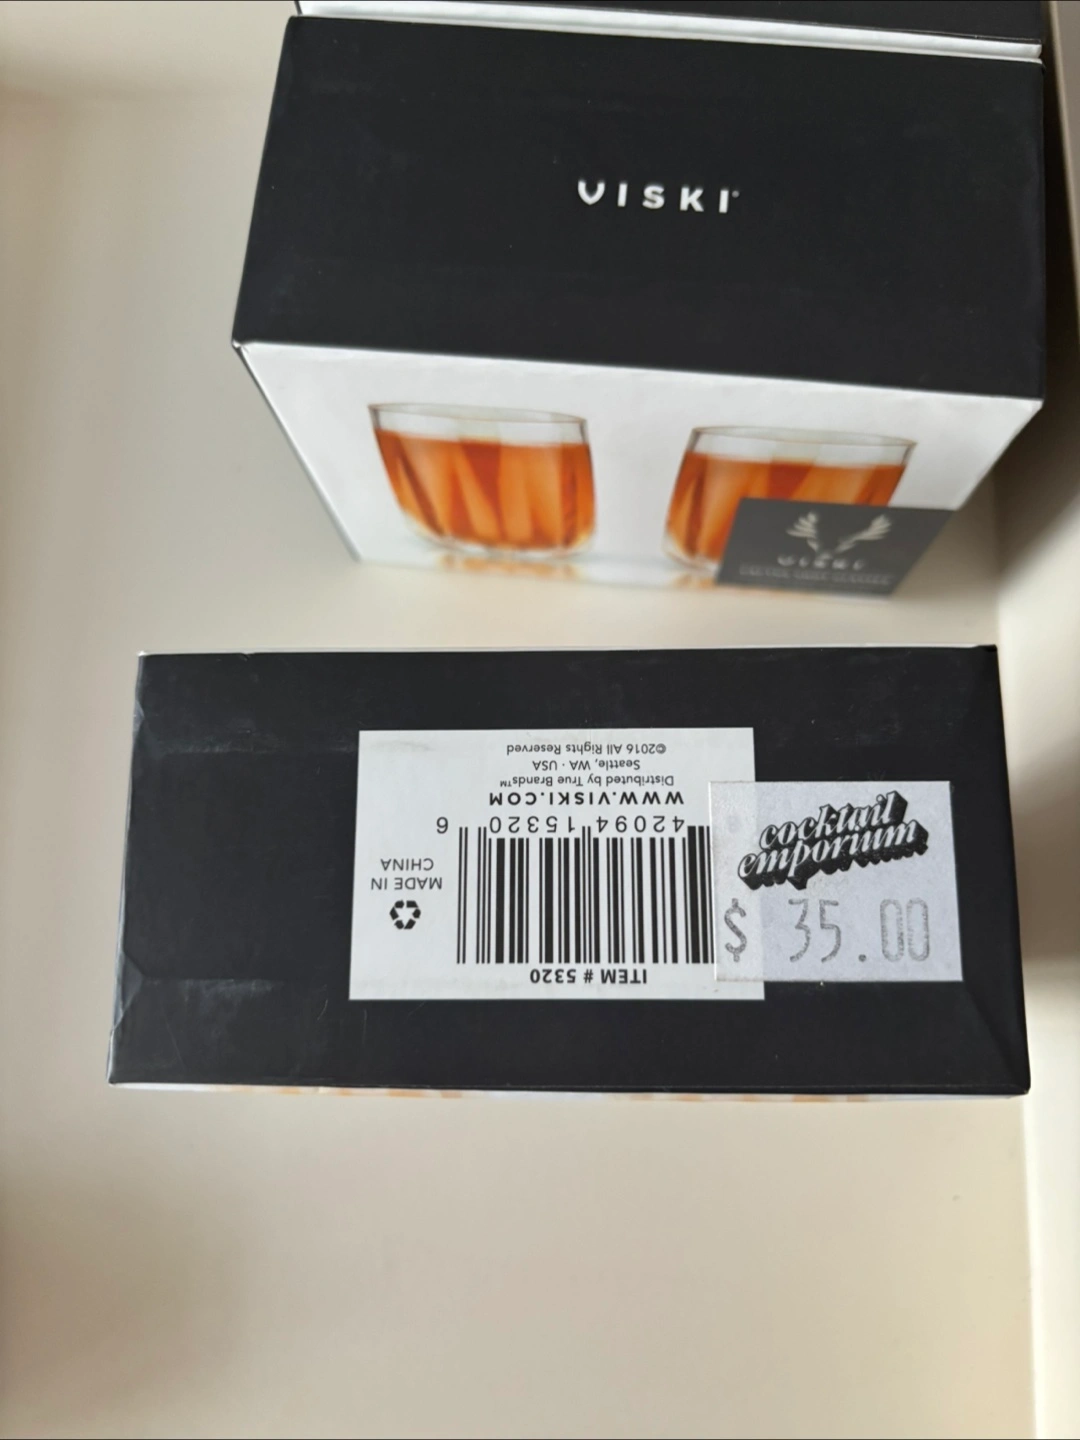 VISKI
VISKI
ITEM # 5320
42094 15320 6
MADE IN
CHINA
WWW.VISKI.COM
Distributed by True Brands™
Seattle, WA · USA
©2016 All Rights Reserved
cocktail
emporium
$ 35.00